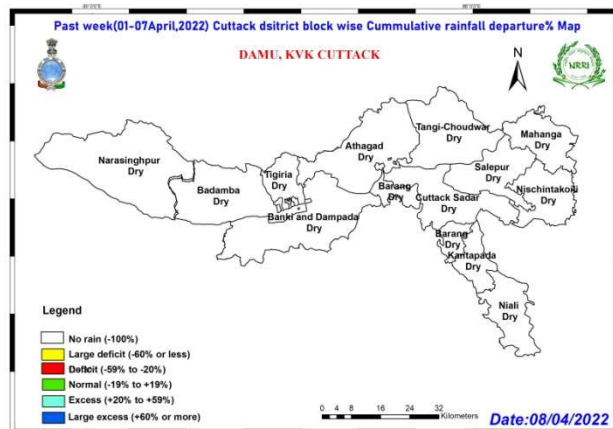 Past week(01-07April,2022) Cuttack dsitrict block wise Cummulative rainfall departure% Map
DAMU, KVK CUTTACK
N
NRRI
Narasinghpur
Dry
Badamba
Dry
Tigiria
Dry
Banki and Dampada
Dry
Athagad
Dry
Tangi-Choudwar
Dry
Barang
Dry
Cuttack Sadar
Dry
Salepur
Dry
Mahanga
Dry
Nischintakoili
Dry
Barang
Dry
Kantapada
Dry
Niali
Dry
Legend
No rain (-100%)
Large deficit (-60% or less)
(-59% to -20%)
Normal (-19% to +19%)
Excess (+20% to +59%)
Large excess (+60% or more)
0 4 8 16 24 32
Kilometers
Date:08/04/2022